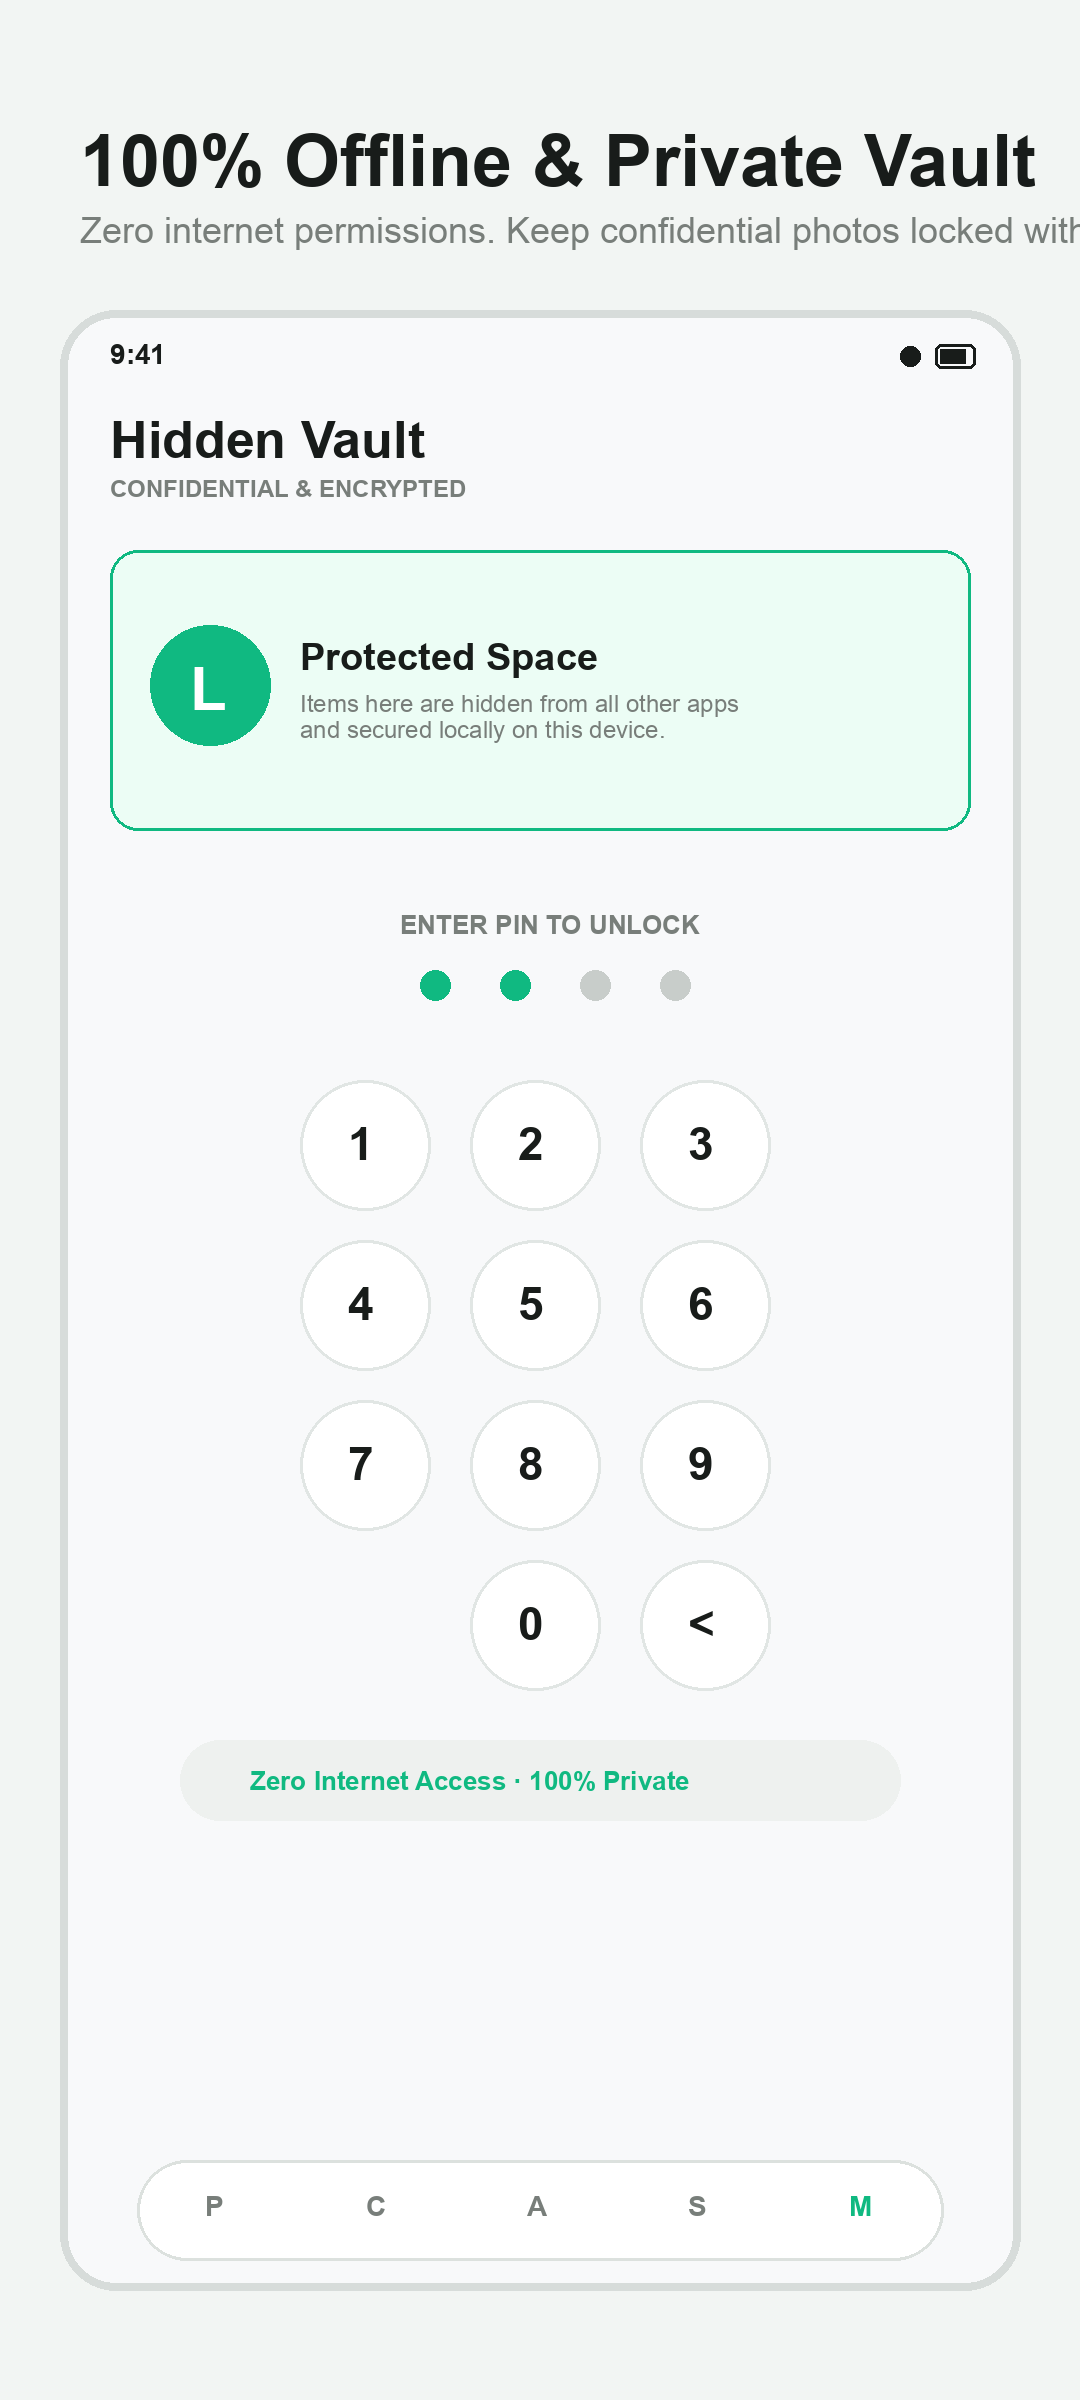 100% Offline & Private Vault
Zero internet permissions. Keep confidential photos locked with
9:41
Hidden Vault
CONFIDENTIAL & ENCRYPTED
L
Protected Space
Items here are hidden from all other apps
and secured locally on this device.
ENTER PIN TO UNLOCK
1 2 3
4 5 6
7 8 9
0 <
Zero Internet Access · 100% Private
P C A S M